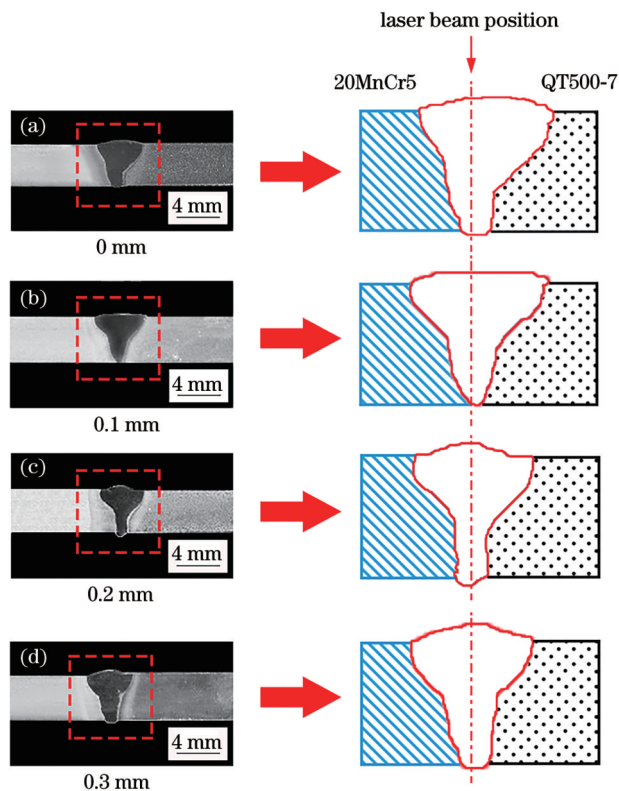 laser beam position
20MnCr5
QT500-7
(a)
4 mm
0 mm
(b)
4 mm
0.1 mm
(c)
4 mm
0.2 mm
(d)
4 mm
0.3 mm